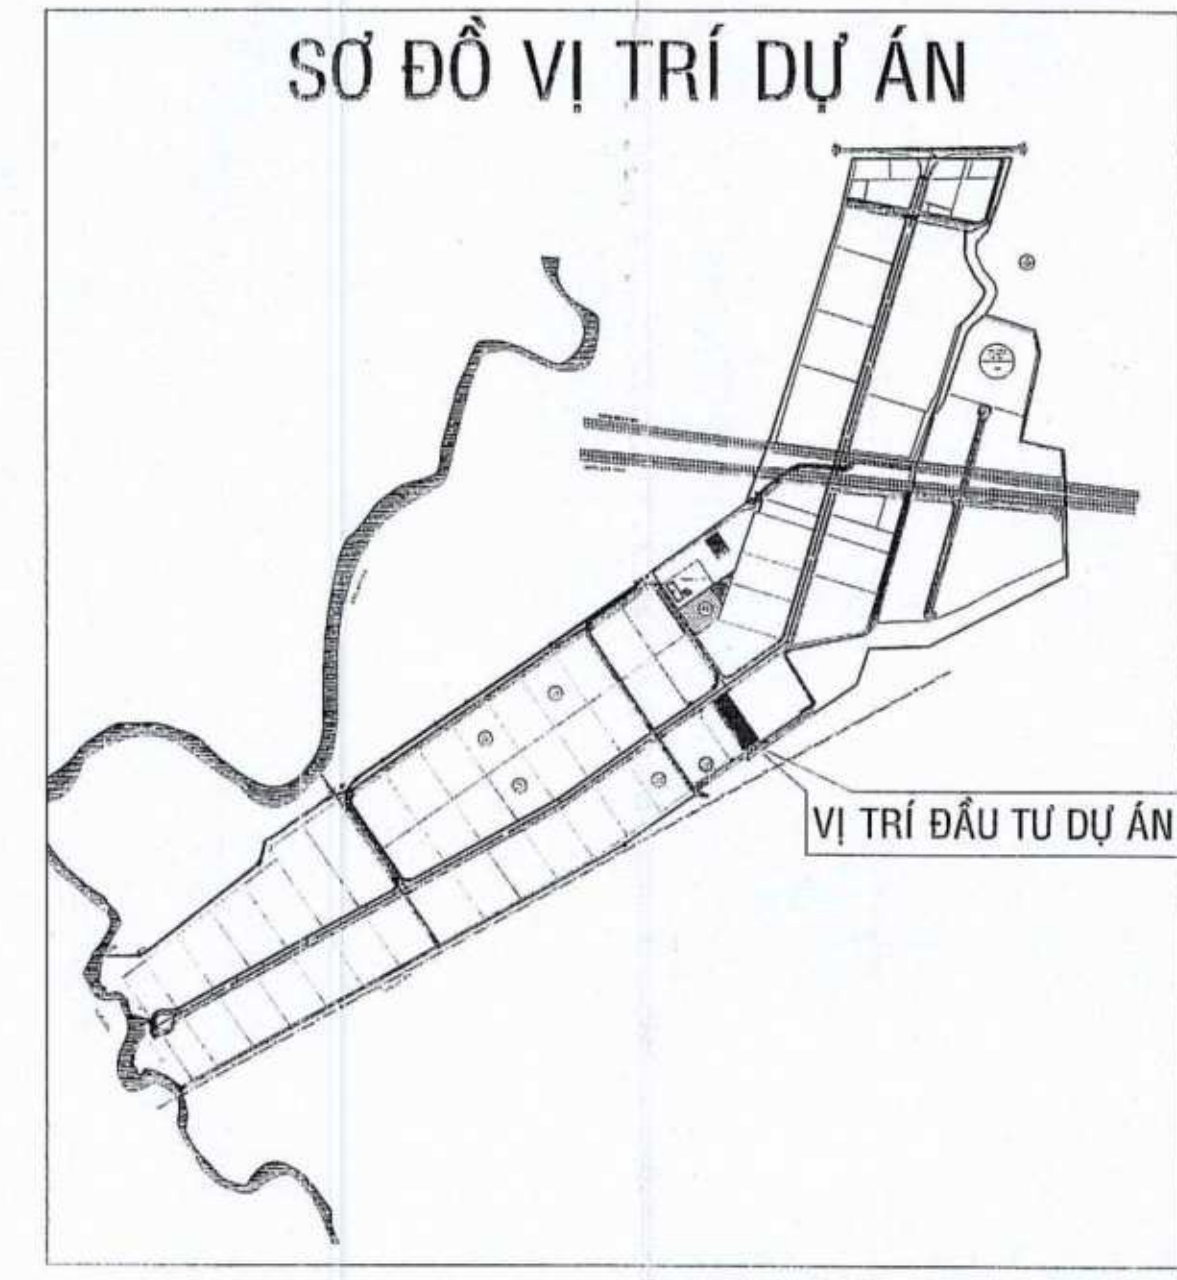 SƠ ĐỒ VỊ TRÍ DỰ ÁN
VỊ TRÍ ĐẦU TƯ DỰ ÁN